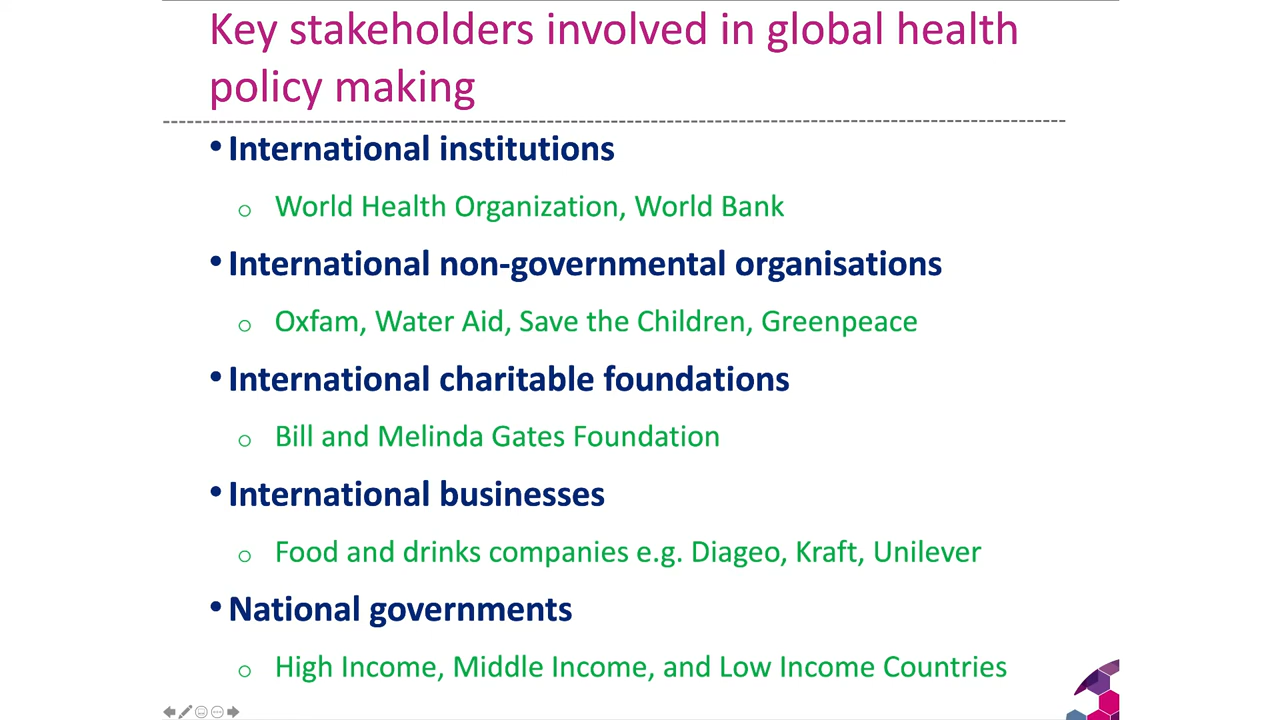 Key stakeholders involved in global health
policy making
• International institutions
o World Health Organization, World Bank
• International non-governmental organisations
o Oxfam, Water Aid, Save the Children, Greenpeace
• International charitable foundations
o Bill and Melinda Gates Foundation
• International businesses
o Food and drinks companies e.g. Diageo, Kraft, Unilever
• National governments
o High Income, Middle Income, and Low Income Countries